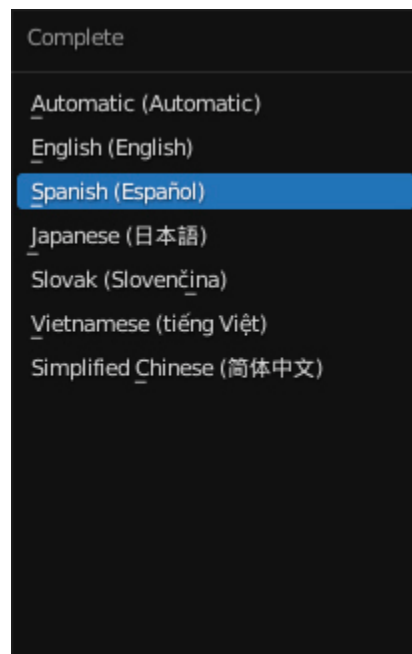 Complete
Automatic (Automatic)
English (English)
Spanish (Español)
Japanese (日本語)
Slovak (Slovenčina)
Vietnamese (tiếng Việt)
Simplified Chinese (简体中文)